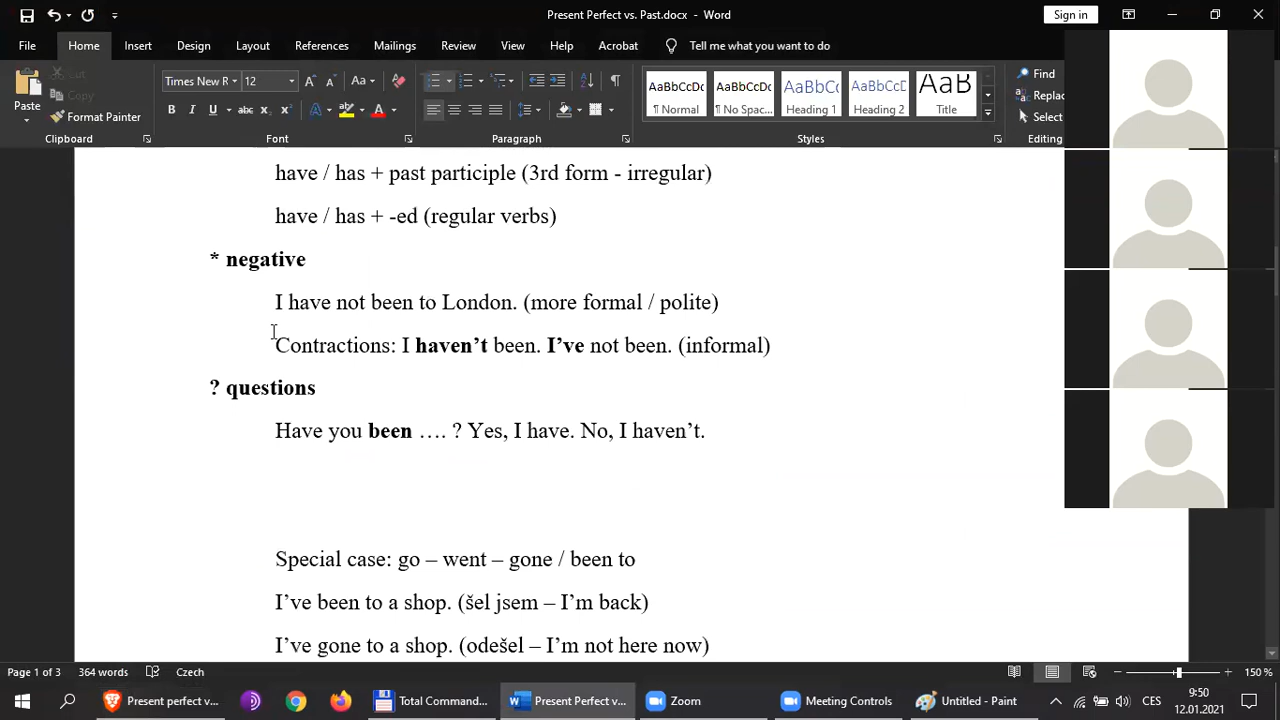 Present Perfect vs. Past.docx - Word
Sign in
File Home Insert Design Layout References Mailings Review View Help Acrobat Tell me what you want to do
Paste
Cut
Copy
Format Painter
Clipboard
Times New R 12
Font
Paragraph
AaBbCcDc AaBbCcDc AaBbCc AaBbCcD AaB
¶ Normal ¶ No Spac... Heading 1 Heading 2 Title
Styles
Find
Replac
Select
Editing
have / has + past participle (3rd form - irregular)
have / has + -ed (regular verbs)
* negative
I have not been to London. (more formal / polite)
Contractions: I haven’t been. I’ve not been. (informal)
? questions
Have you been …. ? Yes, I have. No, I haven’t.
Special case: go – went – gone / been to
I’ve been to a shop. (šel jsem – I’m back)
I’ve gone to a shop. (odešel – I’m not here now)
Page 1 of 3 364 words Czech 150 %
Present perfect v... Total Comman... Present Perfect v... Zoom Meeting Controls Untitled - Paint CES 9:50
12.01.2021